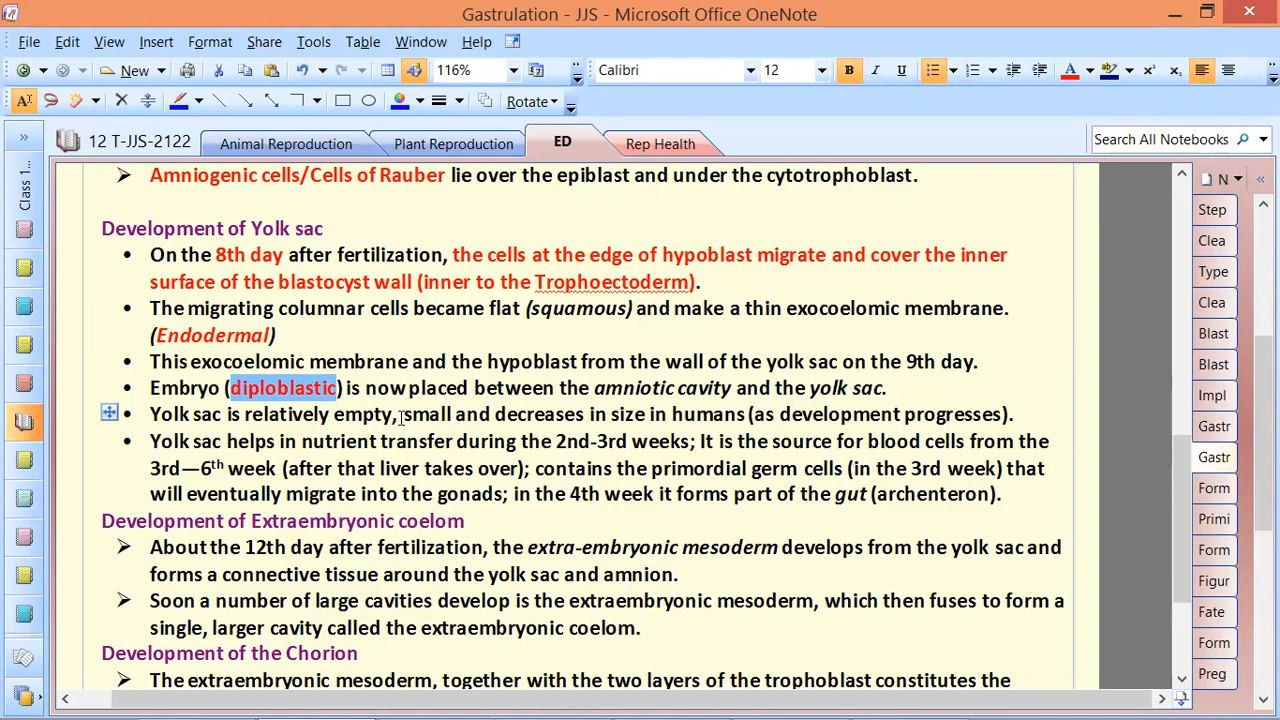 Gastrulation - JJS - Microsoft Office OneNote
File Edit View Insert Format Share Tools Table Window Help
New 116% Calibri 12 B I U
Rotate
» 12 T-JJS-2122 Animal Reproduction Plant Reproduction ED Rep Health Search All Notebooks
Class 1...
Amniogenic cells/Cells of Rauber lie over the epiblast and under the cytotrophoblast.
Development of Yolk sac
On the 8th day after fertilization, the cells at the edge of hypoblast migrate and cover the inner
surface of the blastocyst wall (inner to the Trophoectoderm).
The migrating columnar cells became flat (squamous) and make a thin exocoelomic membrane.
(Endodermal)
This exocoelomic membrane and the hypoblast from the wall of the yolk sac on the 9th day.
Embryo (diploblastic) is now placed between the amniotic cavity and the yolk sac.
Yolk sac is relatively empty, small and decreases in size in humans (as development progresses).
Yolk sac helps in nutrient transfer during the 2nd-3rd weeks; It is the source for blood cells from the
3rd—6th week (after that liver takes over); contains the primordial germ cells (in the 3rd week) that
will eventually migrate into the gonads; in the 4th week it forms part of the gut (archenteron).
Development of Extraembryonic coelom
About the 12th day after fertilization, the extra-embryonic mesoderm develops from the yolk sac and
forms a connective tissue around the yolk sac and amnion.
Soon a number of large cavities develop is the extraembryonic mesoderm, which then fuses to form a
single, larger cavity called the extraembryonic coelom.
Development of the Chorion
The extraembryonic mesoderm, together with the two layers of the trophoblast constitutes the
N
Step
Clea
Type
Clea
Blast
Blast
Impl
Gastr
Gastr
Form
Primi
Form
Figur
Fate
Form
Preg